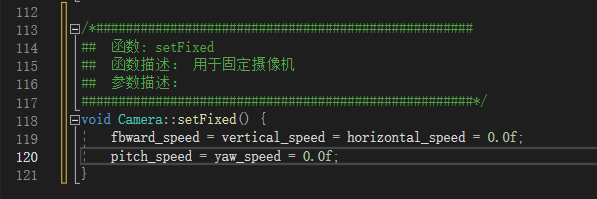 112
113 /*###################################################
114 ##  函数: setFixed
115 ##  函数描述： 用于固定摄像机
116 ##  参数描述：
117 #####################################################*/
118 void Camera::setFixed() {
119     fbward_speed = vertical_speed = horizontal_speed = 0.0f;
120     pitch_speed = yaw_speed = 0.0f;
121 }